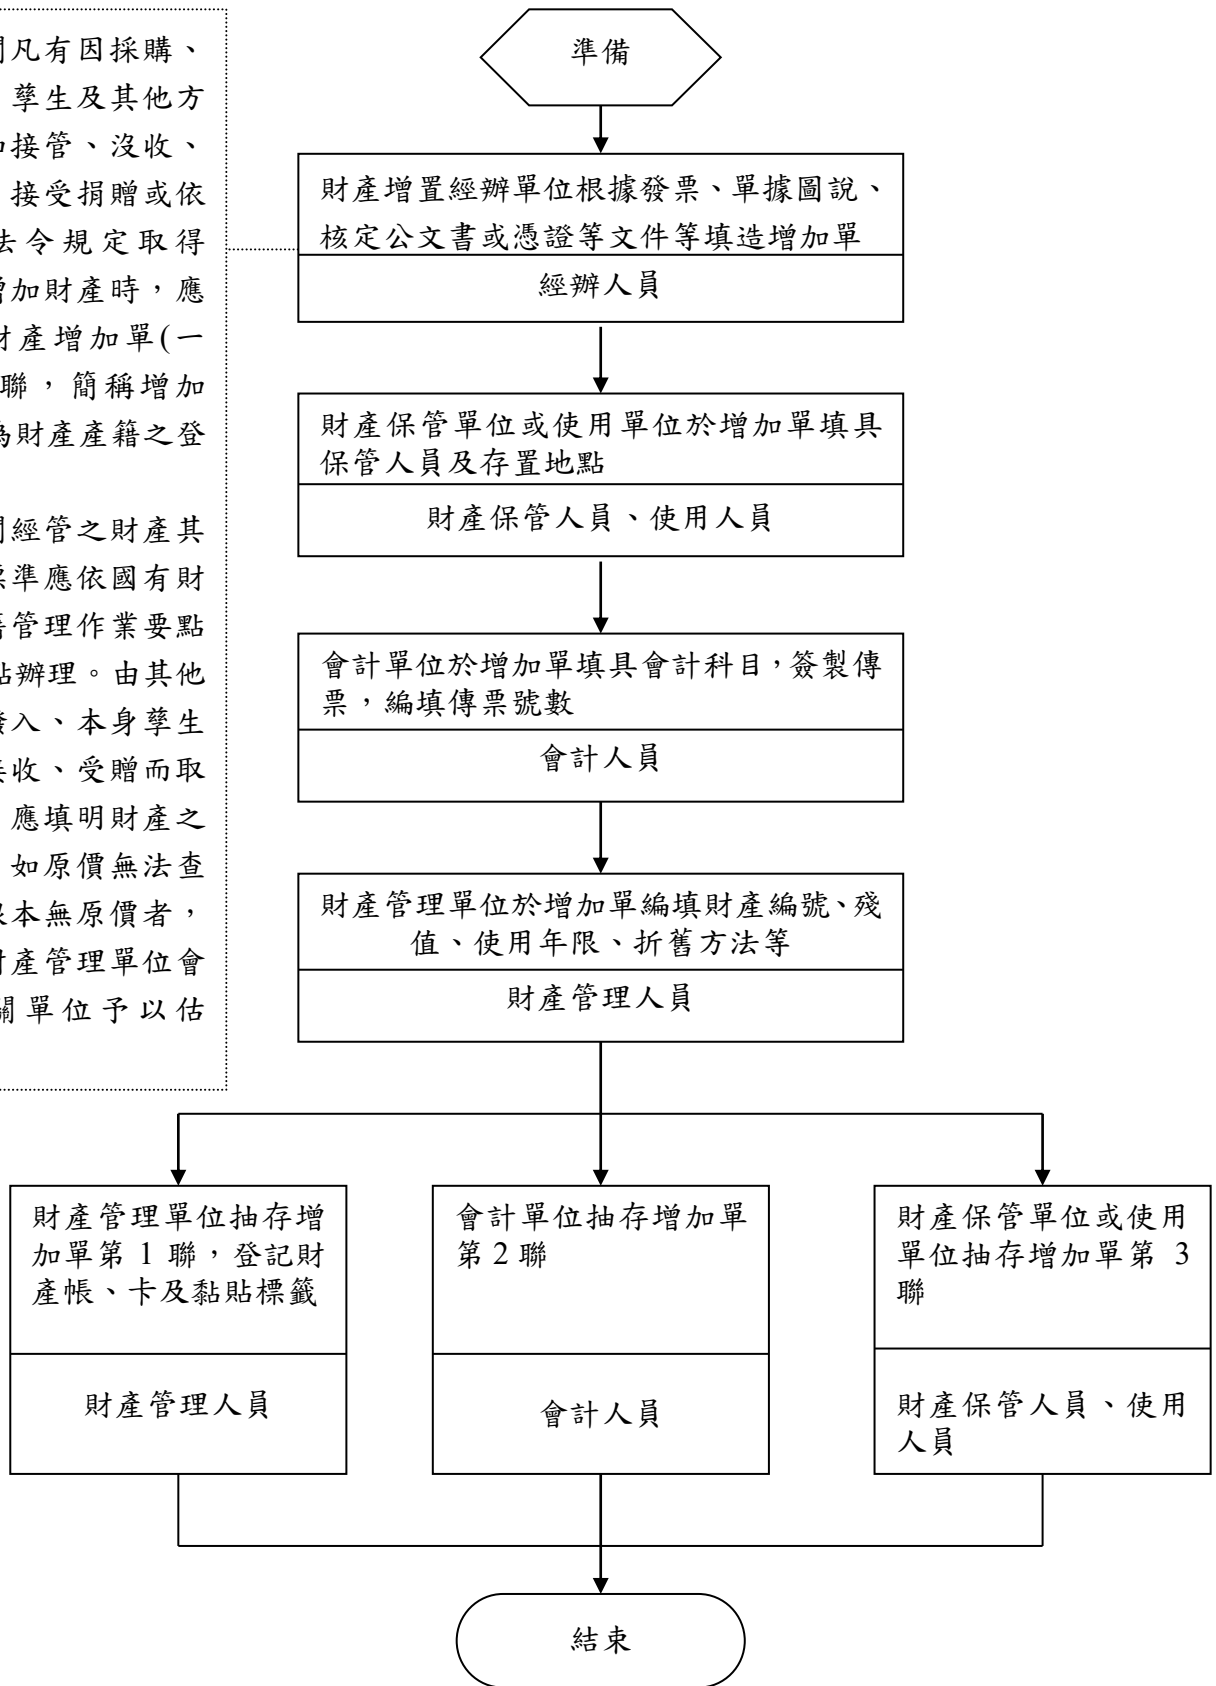 準備
關凡有因採購、
孳生及其他方
如接管、沒收、
接受捐贈或依
法令規定取得
增加財產時，應
財產增加單(一
聯，簡稱增加
為財產產籍之登
關經管之財產其
標準應依國有財
籍管理作業要點
點辦理。由其他
撥入、本身孳生
接收、受贈而取
應填明財產之
如原價無法查
根本無原價者，
財產管理單位會
關單位予以估
財產增置經辦單位根據發票、單據圖說、
核定公文書或憑證等文件等填造增加單
經辦人員
財產保管單位或使用單位於增加單填具
保管人員及存置地點
財產保管人員、使用人員
會計單位於增加單填具會計科目，簽製傳
票，編填傳票號數
會計人員
財產管理單位於增加單編填財產編號、殘
值、使用年限、折舊方法等
財產管理人員
財產管理單位抽存增
加單第 1 聯，登記財
產帳、卡及黏貼標籤
財產管理人員
會計單位抽存增加單
第 2 聯
會計人員
財產保管單位或使用
單位抽存增加單第 3
聯
財產保管人員、使用
人員
結束